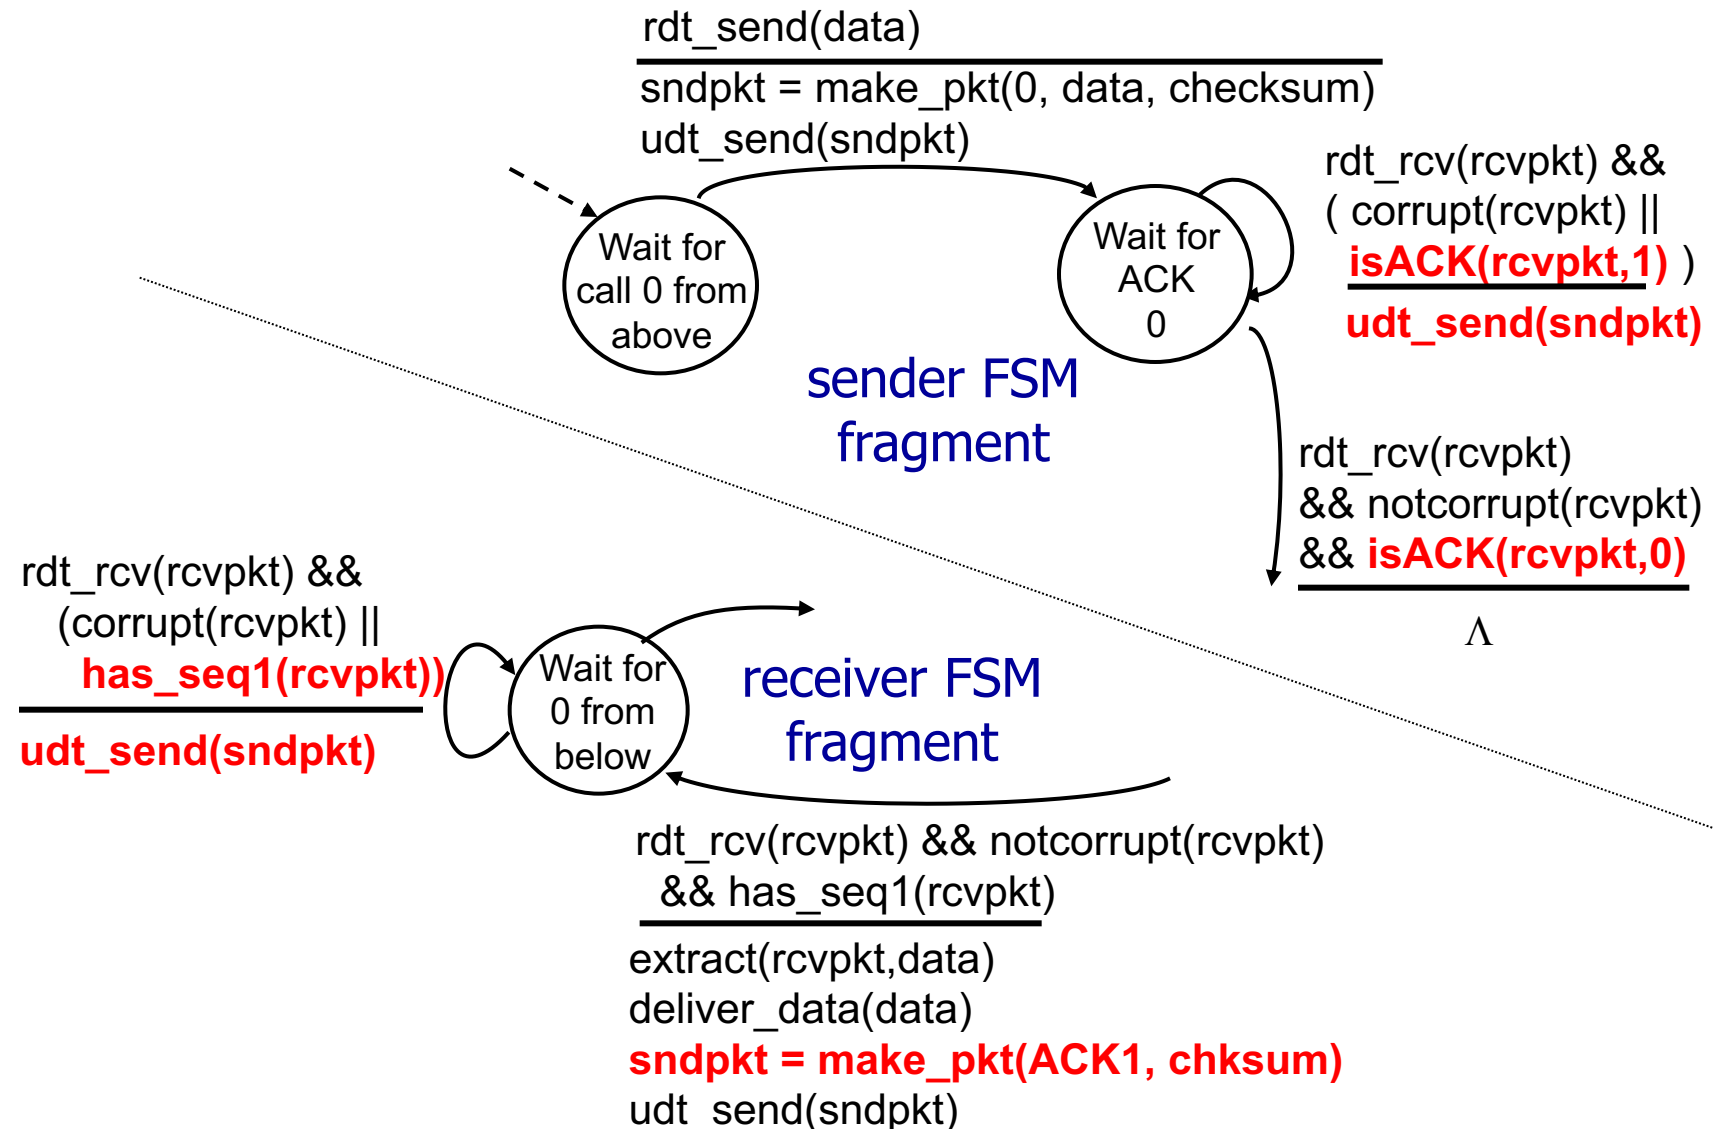 rdt_send(data)
sndpkt = make_pkt(0, data, checksum)
udt_send(sndpkt)
Wait for
call 0 from
above
Wait for
ACK
0
rdt_rcv(rcvpkt) &&
( corrupt(rcvpkt) ||
isACK(rcvpkt,1) )
udt_send(sndpkt)
sender FSM
fragment
rdt_rcv(rcvpkt)
&& notcorrupt(rcvpkt)
&& isACK(rcvpkt,0)
Λ
rdt_rcv(rcvpkt) &&
(corrupt(rcvpkt) ||
has_seq1(rcvpkt))
udt_send(sndpkt)
Wait for
0 from
below
receiver FSM
fragment
rdt_rcv(rcvpkt) && notcorrupt(rcvpkt)
&& has_seq1(rcvpkt)
extract(rcvpkt,data)
deliver_data(data)
sndpkt = make_pkt(ACK1, chksum)
udt_send(sndpkt)